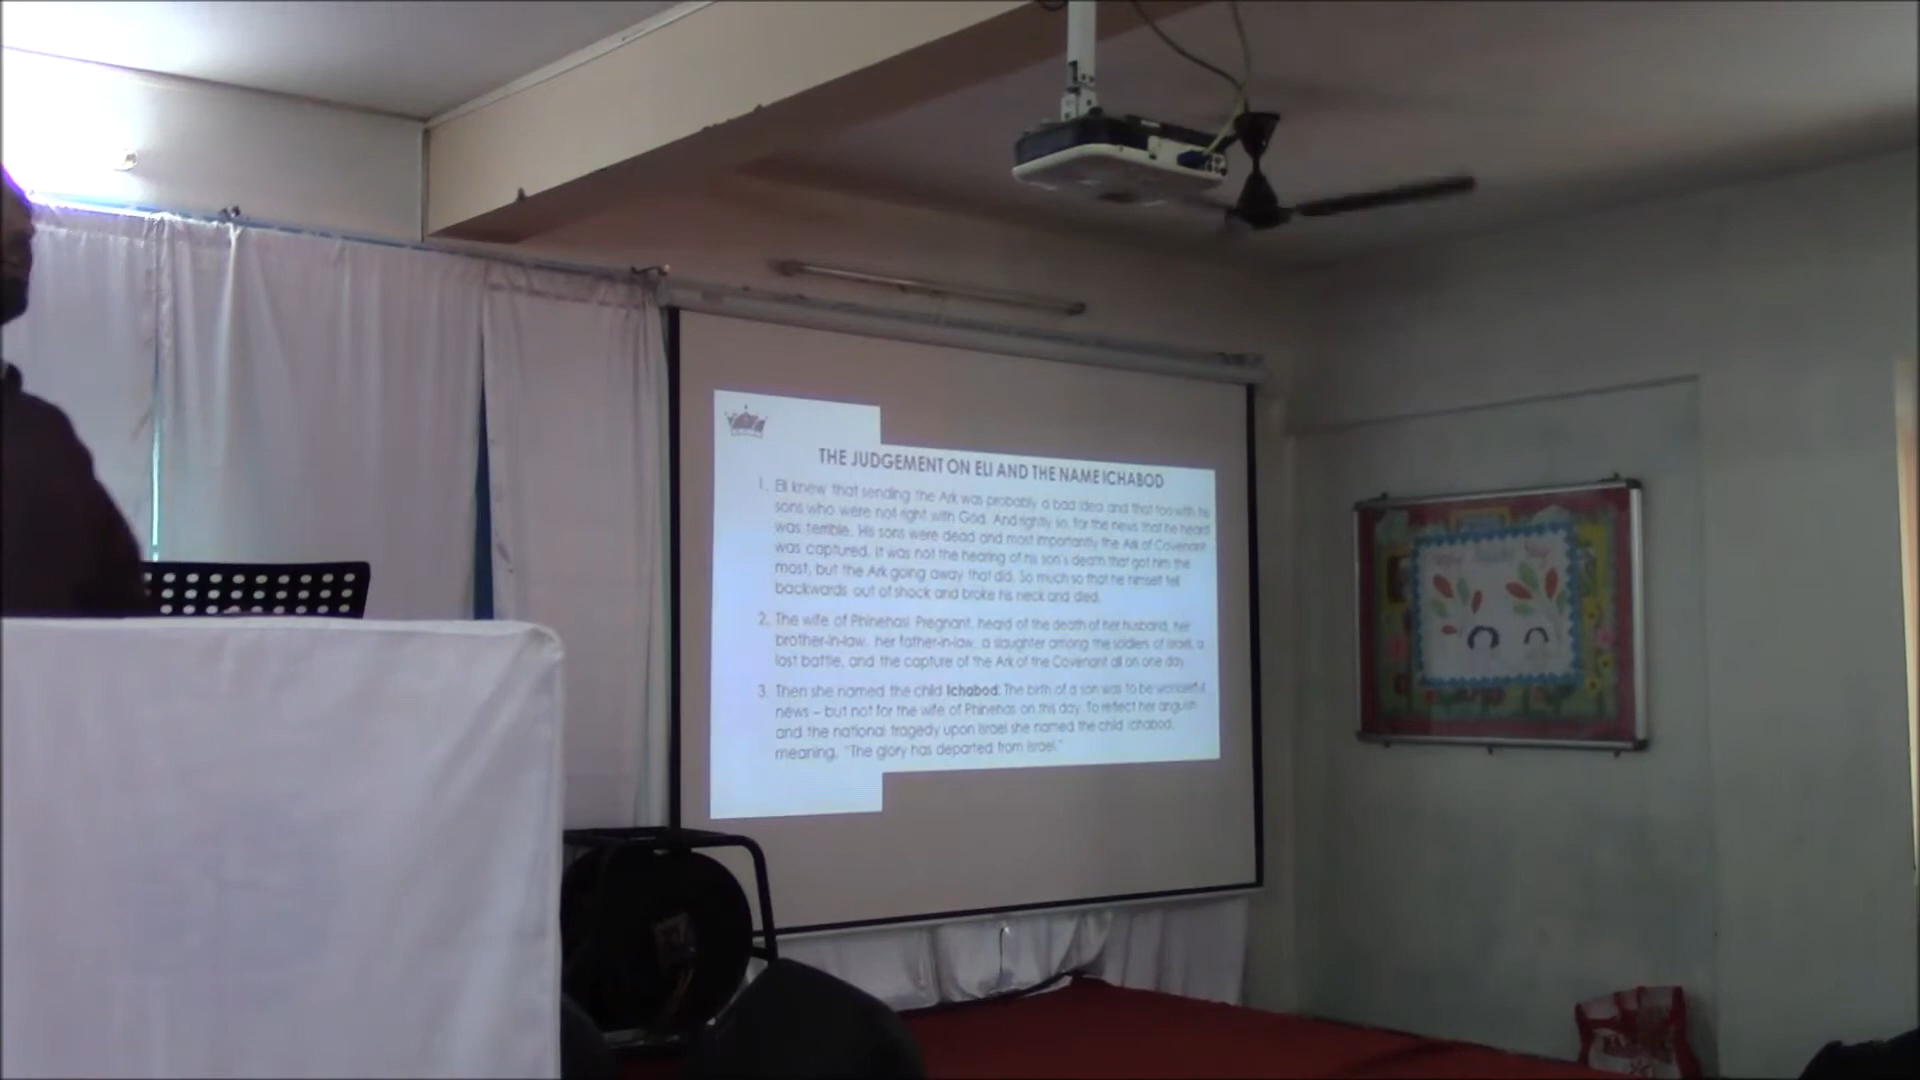 THE JUDGEMENT ON ELI AND THE NAME ICHABOD
1. Eli knew that sending the Ark was probably a bad idea and that too with his
sons who were not right with God. And rightly so, for the news that he heard
was terrible. His sons were dead and most importantly the Ark of Covenant
was captured. It was not the hearing of his son's death that got him the
most, but the Ark going away that did. So much so that he himself fell
backwards out of shock and broke his neck and died.
2. The wife of Phinehas! Pregnant, heard of the death of her husband, her
brother-in-law, her father-in-law, a slaughter among the soldiers of Israel, a
lost battle, and the capture of the Ark of the Covenant all on one day
3. Then she named the child Ichabod: The birth of a son was to be wonderful
news – but not for the wife of Phinehas on this day. To reflect her anguish
and the national tragedy upon Israel she named the child Ichabod,
meaning, "The glory has departed from Israel."